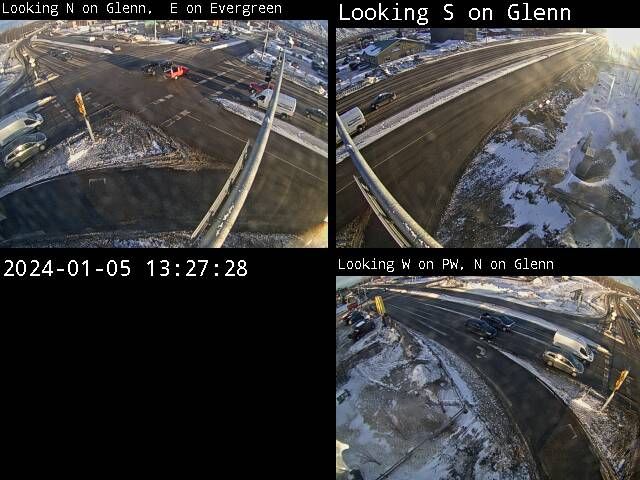 Looking N on Glenn,  E on Evergreen
Looking S on Glenn
2024-01-05 13:27:28
Looking W on PW, N on Glenn